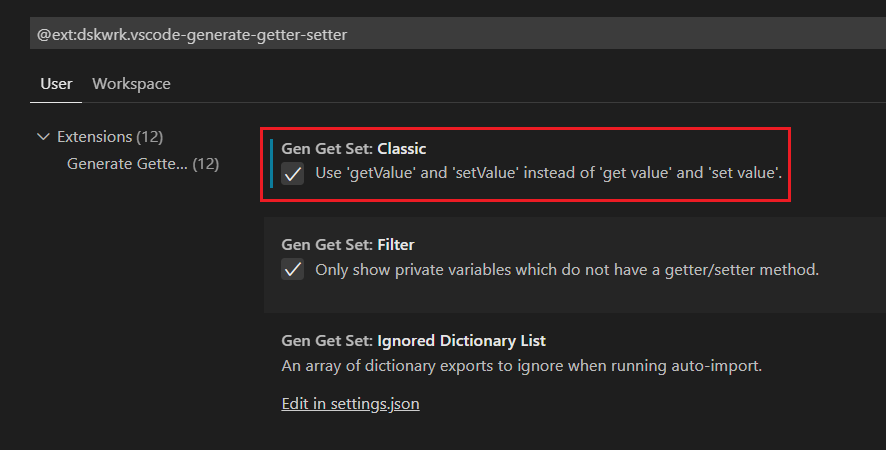 @ext:dskwrk.vscode-generate-getter-setter
User Workspace
Extensions (12)
Generate Gette... (12)
Gen Get Set: Classic
Use 'getValue' and 'setValue' instead of 'get value' and 'set value'.
Gen Get Set: Filter
Only show private variables which do not have a getter/setter method.
Gen Get Set: Ignored Dictionary List
An array of dictionary exports to ignore when running auto-import.
Edit in settings.json